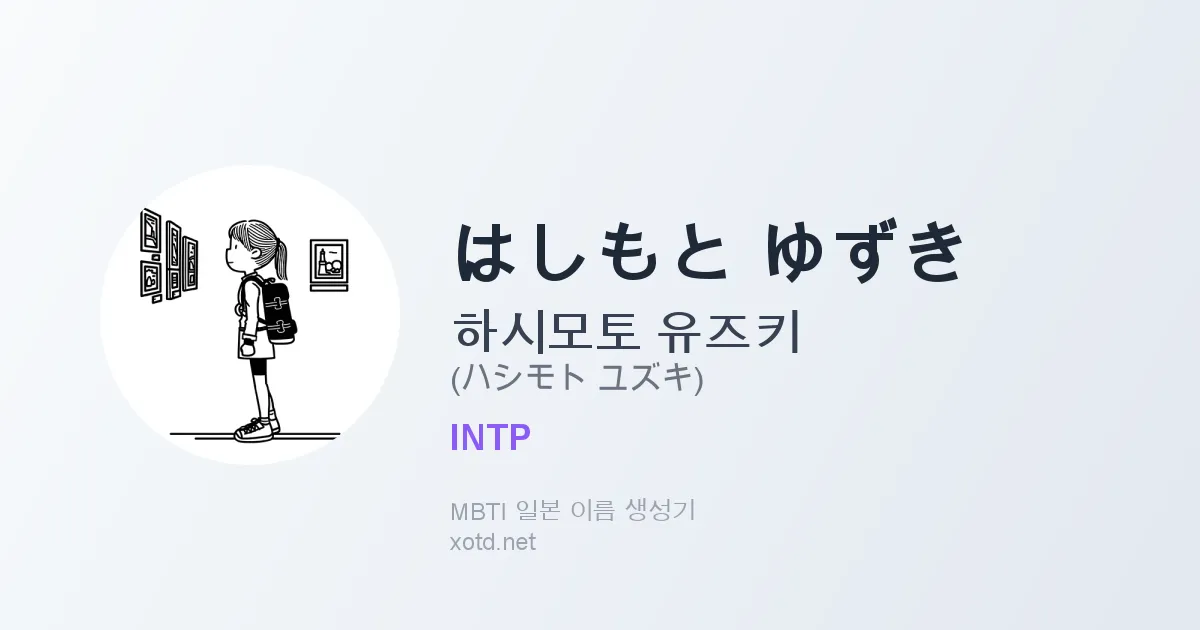 はしもと ゆずき
하시모토 유즈키
(ハシモト ユズキ)
INTP
MBTI 일본 이름 생성기
xotd.net